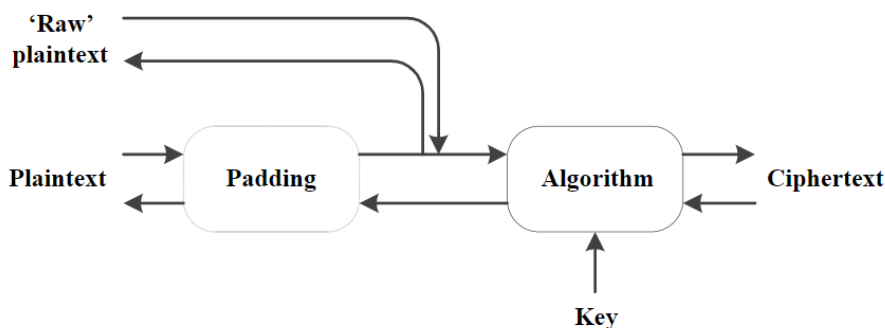 ‘Raw’
plaintext
Plaintext
Padding
Algorithm
Ciphertext
Key